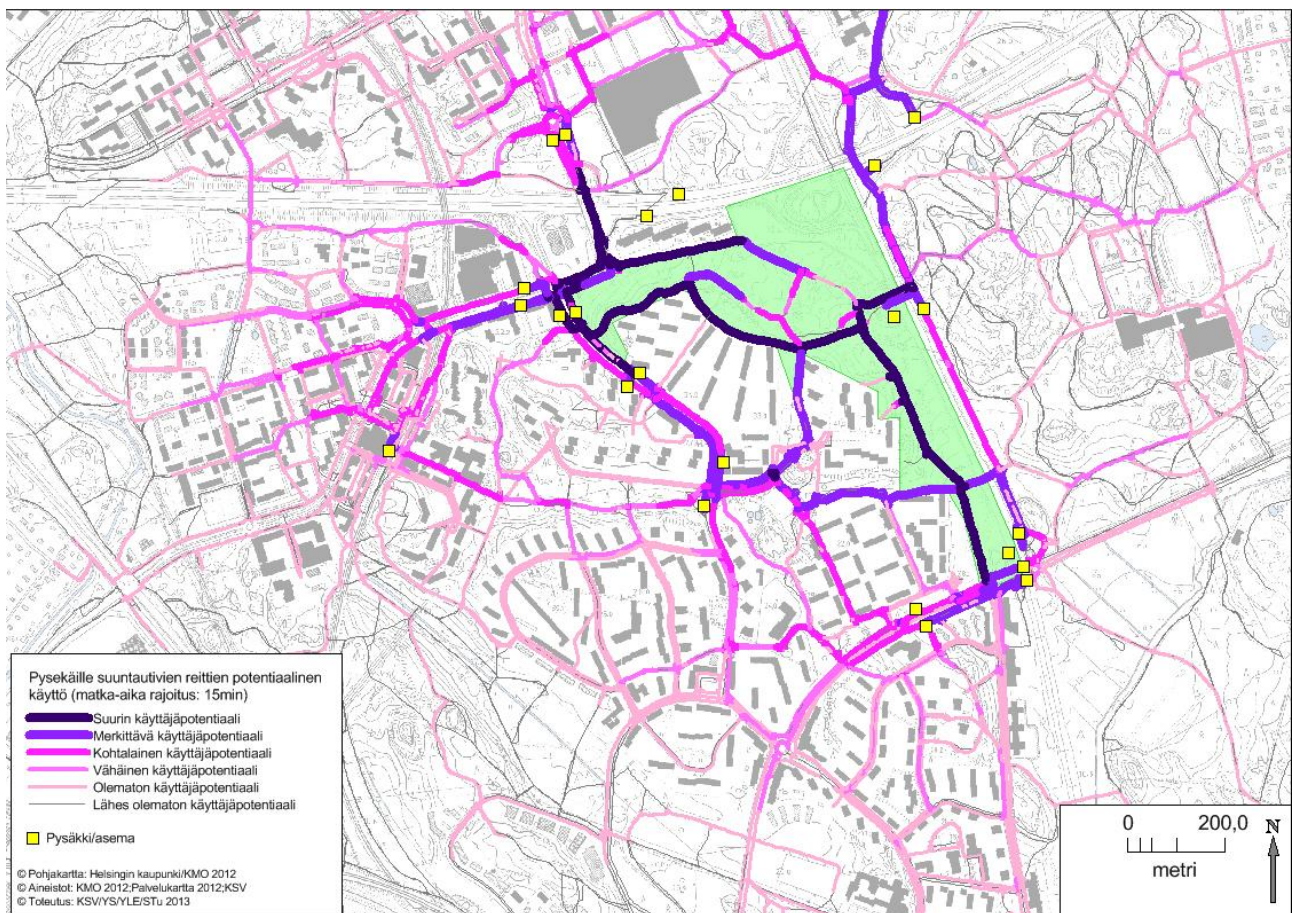 Pysekäille suuntautivien reittien potentiaalinen
käyttö (matka-aika rajoitus: 15min)
Suurin käyttäjäpotentiaali
Merkittävä käyttäjäpotentiaali
Kohtalainen käyttäjäpotentiaali
Vähäinen käyttäjäpotentiaali
Olematon käyttäjäpotentiaali
Lähes olematon käyttäjäpotentiaali
Pysäkki/asema
© Pohjakartta: Helsingin kaupunki/KMO 2012
© Aineistot: KMO 2012;Palvelukartta 2012;KSV
© Toteutus: KSV/YS/YLE/STu 2013
0 200,0
metri
N